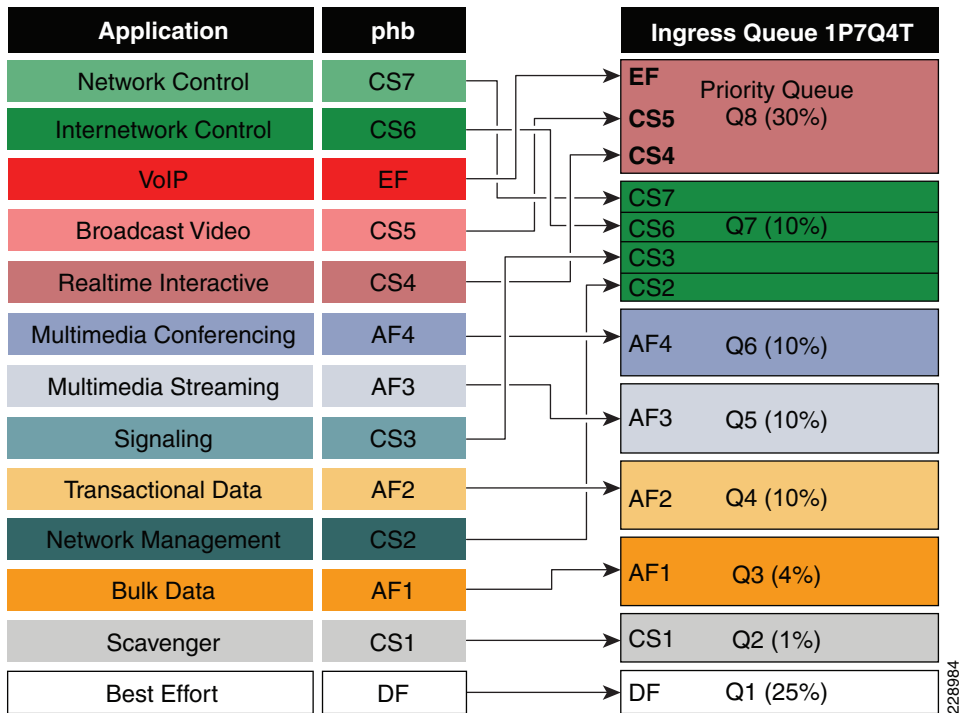 Application phb Ingress Queue 1P7Q4T
Network Control CS7
Internetwork Control CS6
VoIP EF
Broadcast Video CS5
Realtime Interactive CS4
Multimedia Conferencing AF4
Multimedia Streaming AF3
Signaling CS3
Transactional Data AF2
Network Management CS2
Bulk Data AF1
Scavenger CS1
Best Effort DF
EF
Priority Queue
CS5 Q8 (30%)
CS4
CS7
CS6 Q7 (10%)
CS3
CS2
AF4 Q6 (10%)
AF3 Q5 (10%)
AF2 Q4 (10%)
AF1 Q3 (4%)
CS1 Q2 (1%)
DF Q1 (25%)
228984